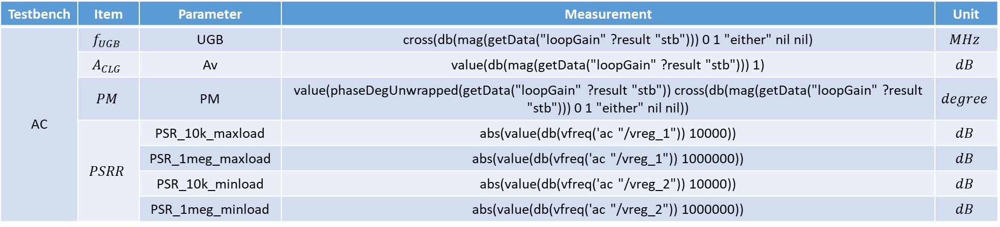 Testbench Item Parameter Measurement Unit
AC
f_UGB UGB cross(db(mag(getData("loopGain" ?result "stb"))) 0 1 "either" nil nil) MHz
A_CLG Av value(db(mag(getData("loopGain" ?result "stb"))) 1) dB
PM PM value(phaseDegUnwrapped(getData("loopGain" ?result "stb")) cross(db(mag(getData("loopGain" ?result
"stb"))) 0 1 "either" nil nil)) degree
PSRR
PSR_10k_maxload abs(value(db(vfreq('ac "/vreg_1")) 10000)) dB
PSR_1meg_maxload abs(value(db(vfreq('ac "/vreg_1")) 1000000)) dB
PSR_10k_minload abs(value(db(vfreq('ac "/vreg_2")) 10000)) dB
PSR_1meg_minload abs(value(db(vfreq('ac "/vreg_2")) 1000000)) dB